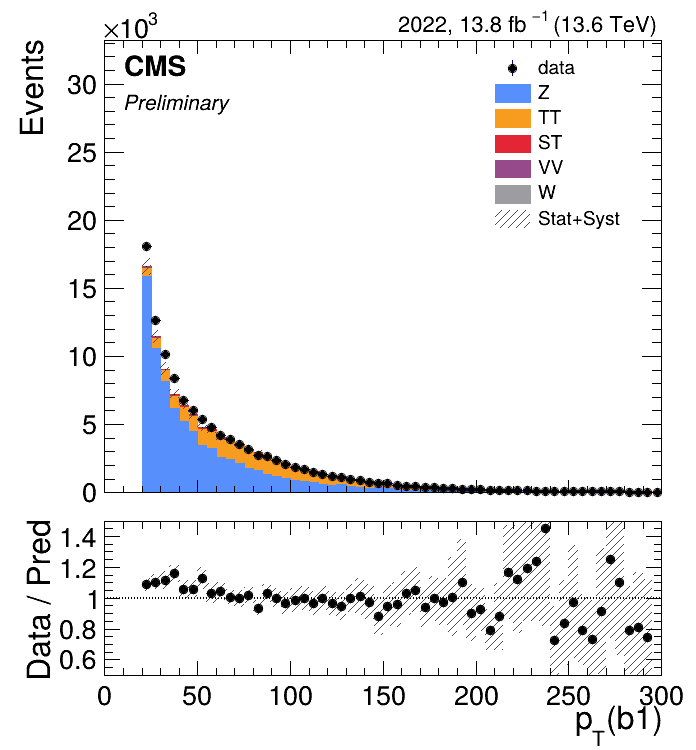 ×10³
2022, 13.8 fb⁻¹ (13.6 TeV)
CMS
Preliminary
Events
data
Z
TT
ST
VV
W
Stat+Syst
30
25
20
15
10
5
0
Data / Pred
1.4
1.2
1
0.8
0.6
0 50 100 150 200 250 300
p_T(b1)